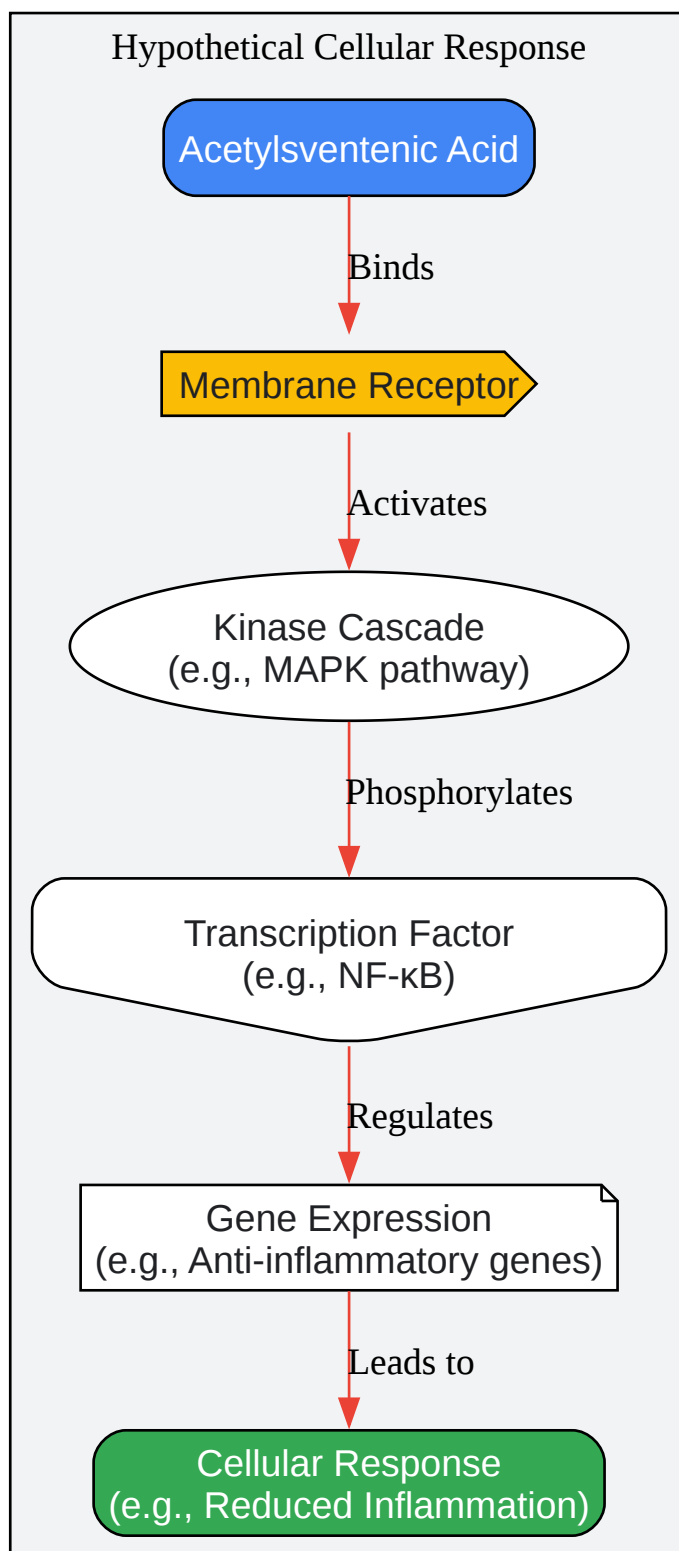 Hypothetical Cellular Response
Acetylsventenic Acid
Binds
Membrane Receptor
Activates
Kinase Cascade
(e.g., MAPK pathway)
Phosphorylates
Transcription Factor
(e.g., NF-κB)
Regulates
Gene Expression
(e.g., Anti-inflammatory genes)
Leads to
Cellular Response
(e.g., Reduced Inflammation)